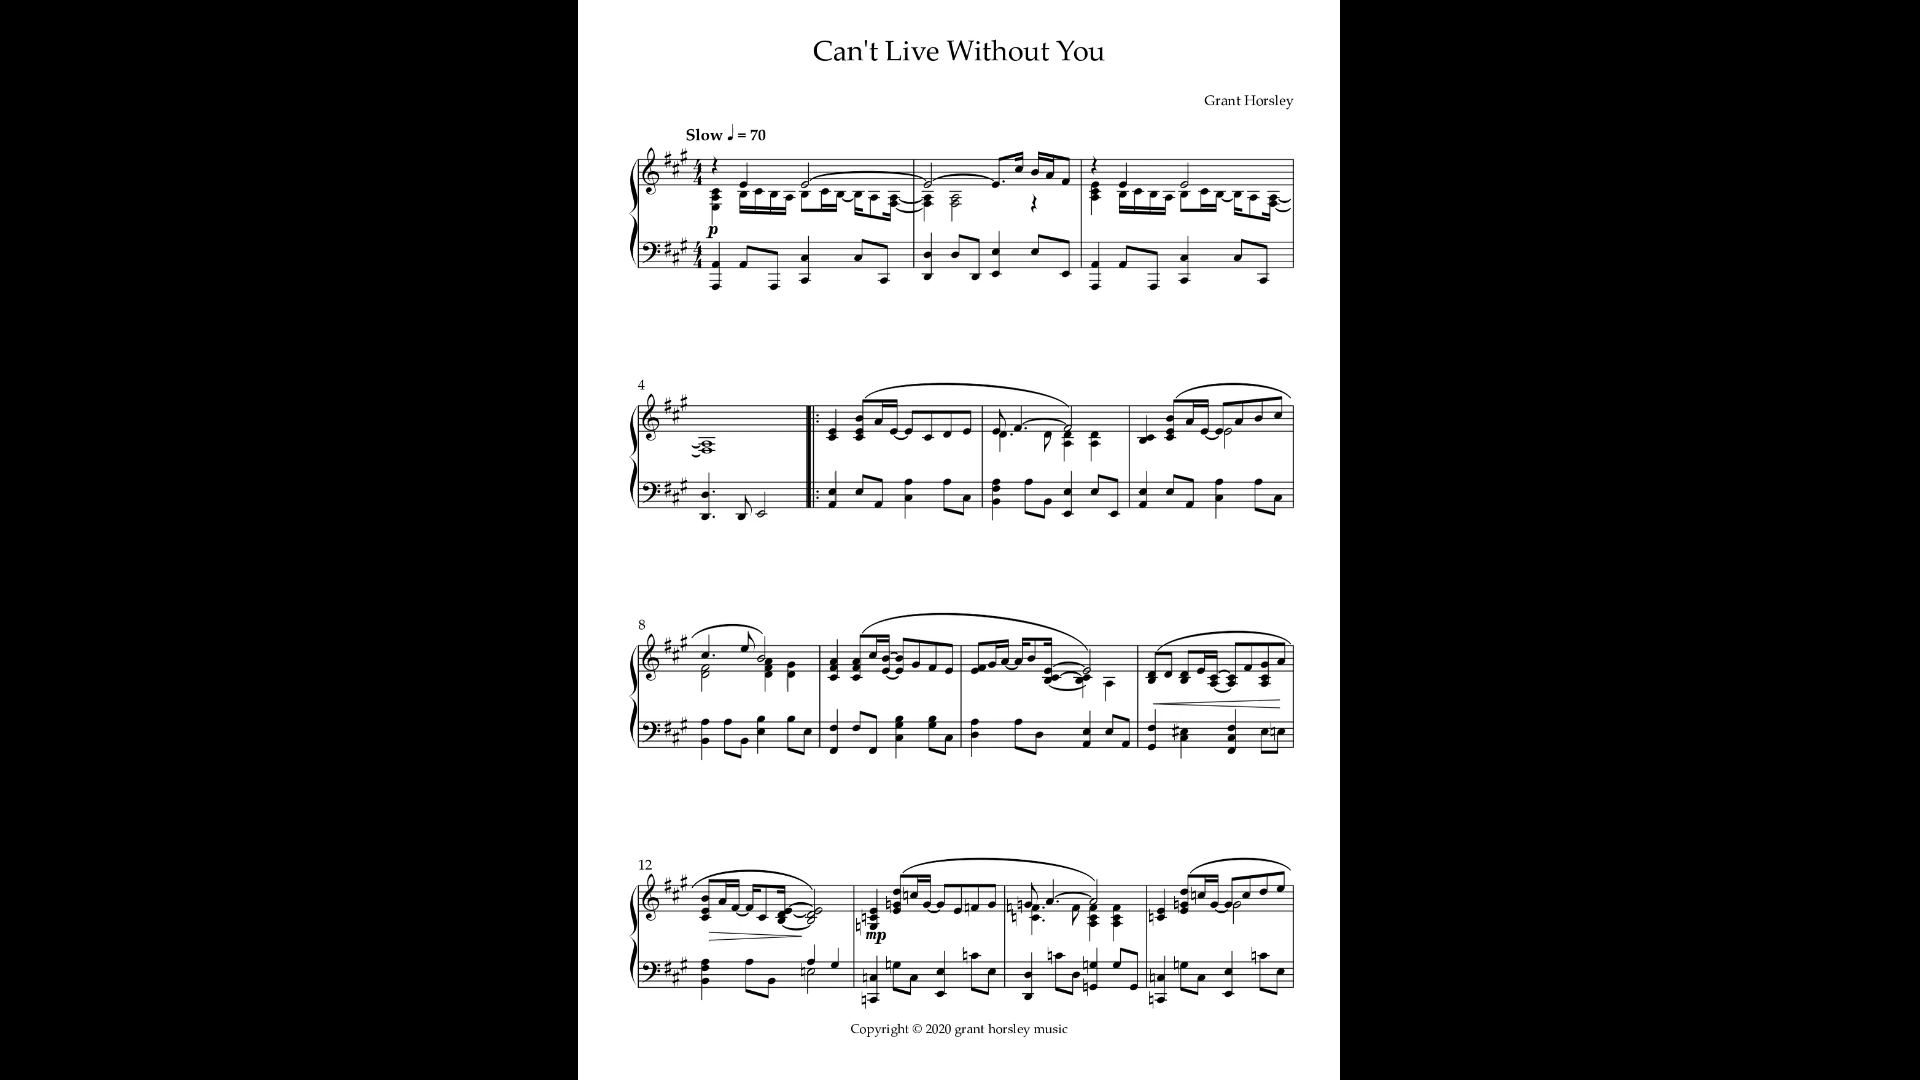 Can't Live Without You
Grant Horsley
Slow ♩ = 70
p
4
8
12
mp
Copyright © 2020 grant horsley music